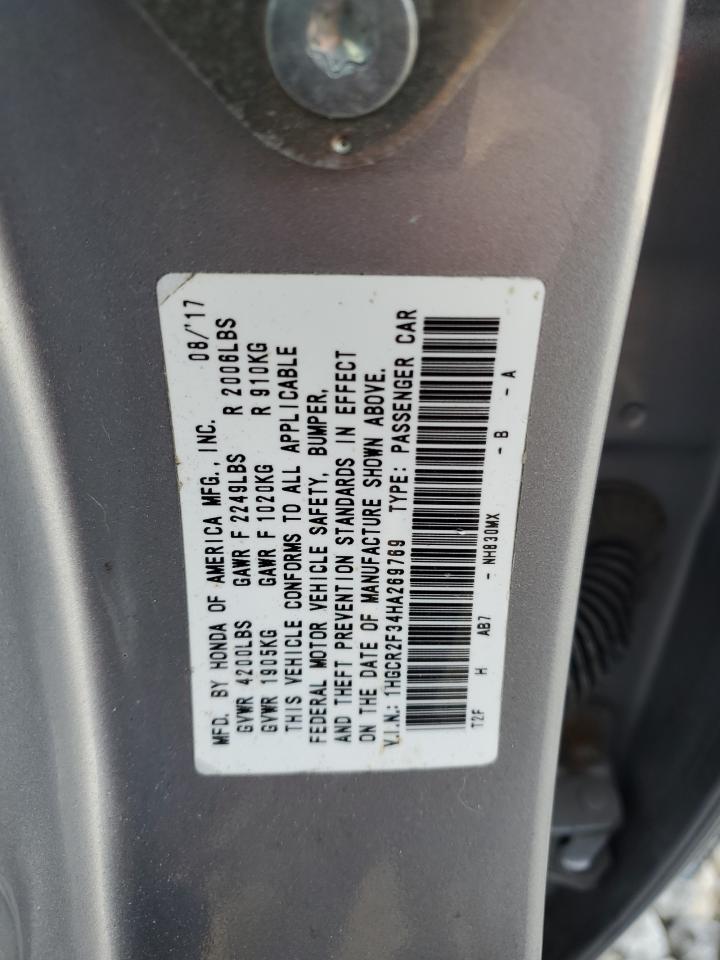 MFD. BY HONDA OF AMERICA MFG., INC. 08/'17
GVWR 4200LBS GAWR F 2249LBS R 2006LBS
GVWR 1905KG GAWR F 1020KG R 910KG
THIS VEHICLE CONFORMS TO ALL APPLICABLE
FEDERAL MOTOR VEHICLE SAFETY, BUMPER,
AND THEFT PREVENTION STANDARDS IN EFFECT
ON THE DATE OF MANUFACTURE SHOWN ABOVE.
V.I.N.: 1HGCR2F34HA269769 TYPE: PASSENGER CAR
T2F H AB7 - NH830MX - B - A